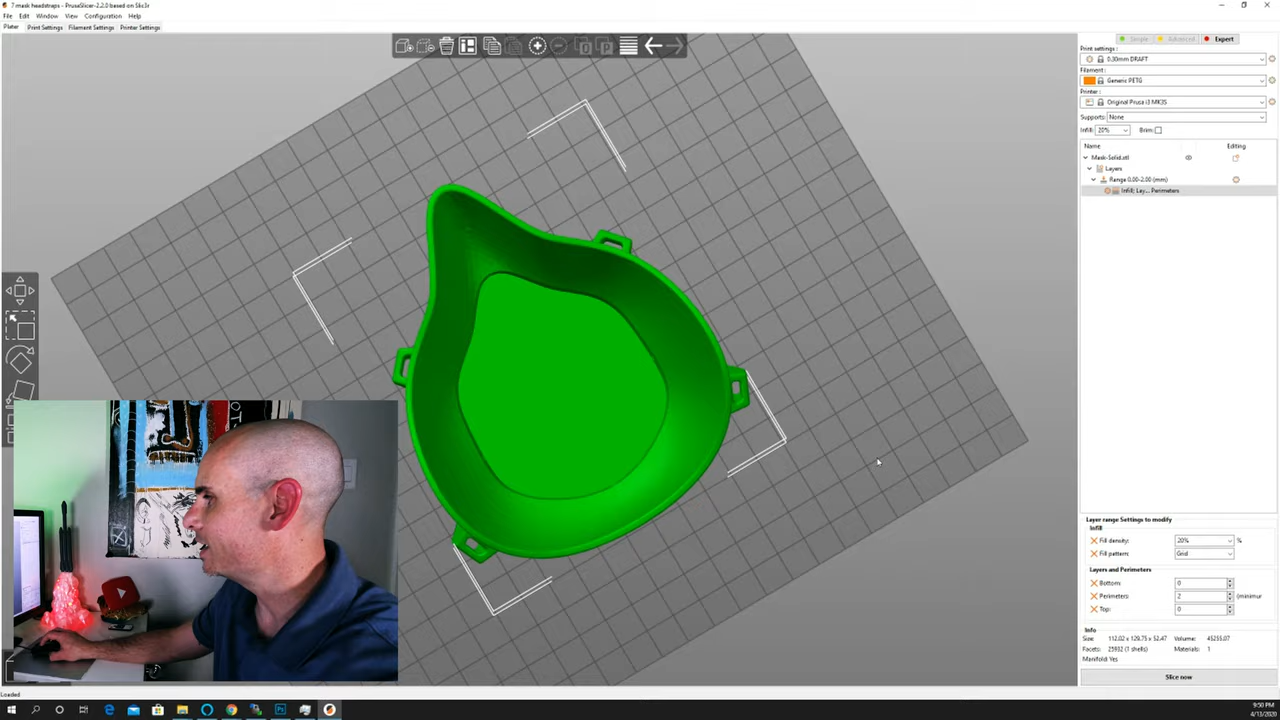 7 mask headstraps - PrusaSlicer-2.2.0 based on Slic3r
File Edit Window View Configuration Help
Plater Print Settings Filament Settings Printer Settings
Simple Advanced Expert
Print settings:
0.30mm DRAFT
Filament:
Generic PETG
Printer:
Original Prusa i3 MK3S
Supports: None
Infill: 20% Brim:
Name Editing
Mask-Solid.stl
Layers
Range 0.00-2.00 (mm)
Infill; Lay... Perimeters
Layer range Settings to modify
Infill
Fill density: 20% %
Fill pattern: Grid
Layers and Perimeters
Bottom: 0
Perimeters: 2 (minimur
Top: 0
Info
Size: 112.02 x 129.75 x 52.47 Volume: 45255.07
Facets: 25932 (1 shells) Materials: 1
Manifold: Yes
Slice now
Loaded
9:50 PM
4/13/2020